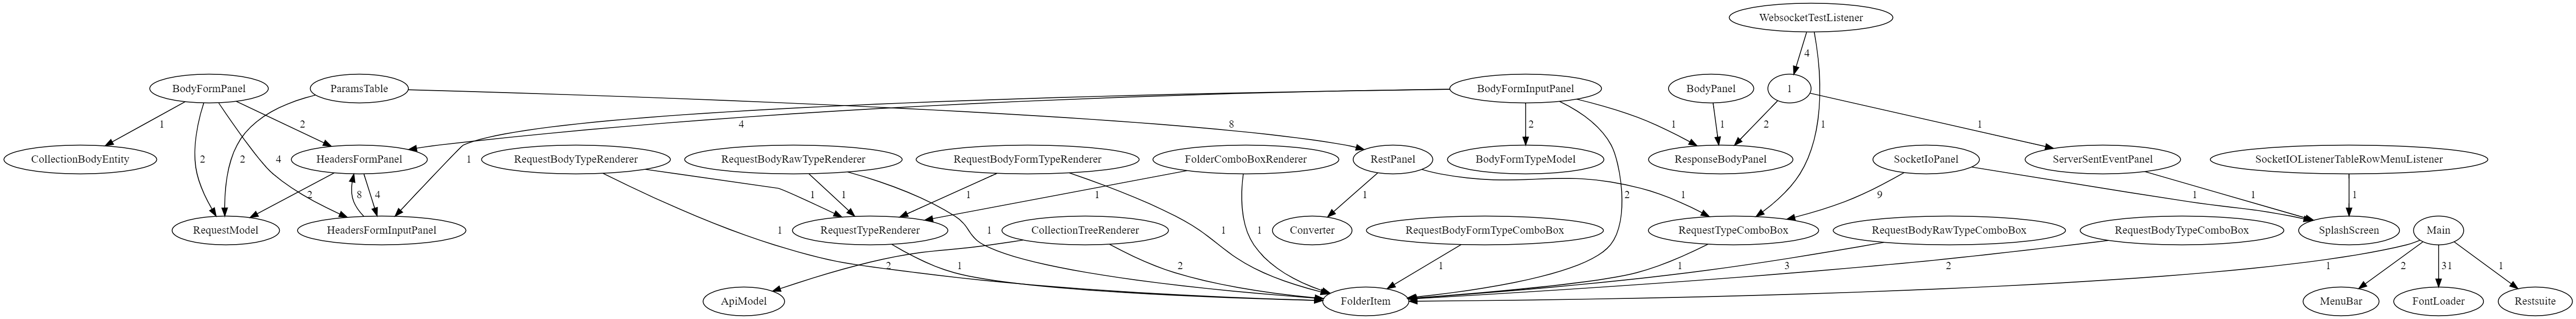 WebsocketTestListener
4
BodyFormPanel
ParamsTable
BodyFormInputPanel
BodyPanel
1
1
2
4
8
2
1
1
2
1
1
2
4
2
1
CollectionBodyEntity
HeadersFormPanel
RequestBodyTypeRenderer
RequestBodyRawTypeRenderer
RequestBodyFormTypeRenderer
FolderComboBoxRenderer
RestPanel
BodyFormTypeModel
ResponseBodyPanel
SocketIoPanel
ServerSentEventPanel
SocketIOListenerTableRowMenuListener
2
8
4
1
1
1
1
1
1
2
9
1
1
1
RequestModel
HeadersFormInputPanel
RequestTypeRenderer
CollectionTreeRenderer
Converter
RequestBodyFormTypeComboBox
RequestTypeComboBox
RequestBodyRawTypeComboBox
RequestBodyTypeComboBox
SplashScreen
Main
1
1
1
1
2
1
2
1
1
3
2
1
2
31
1
ApiModel
FolderItem
MenuBar
FontLoader
Restsuite